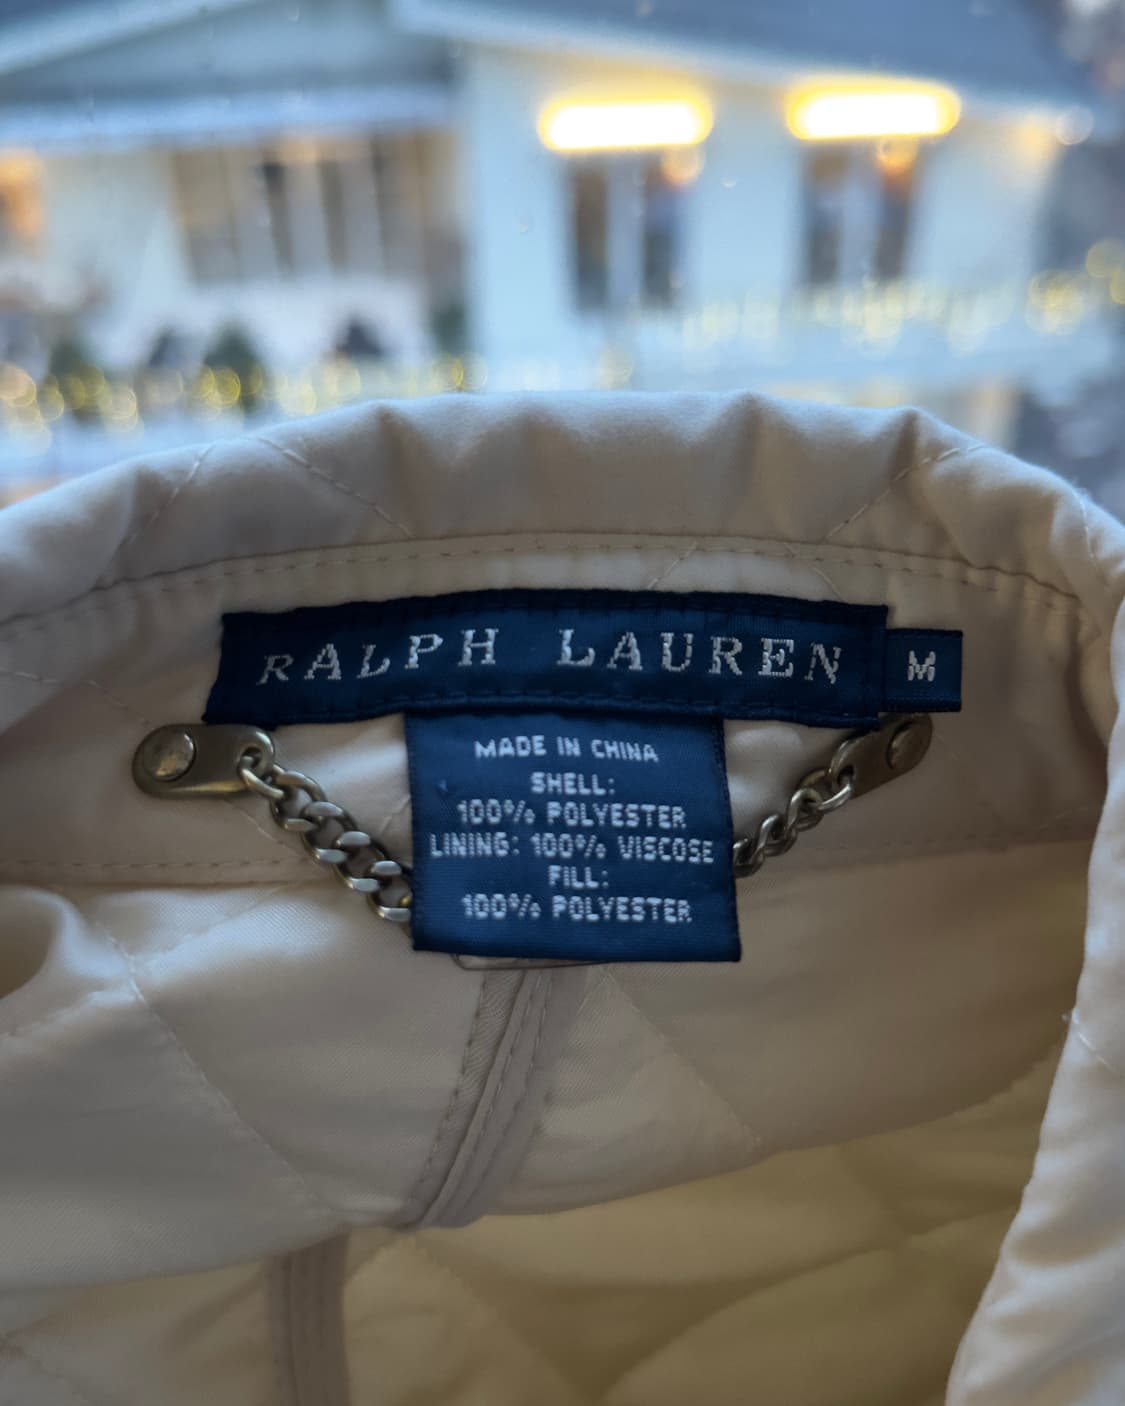 RALPH LAUREN
M
MADE IN CHINA
SHELL:
100% POLYESTER
LINING: 100% VISCOSE
FILL:
100% POLYESTER